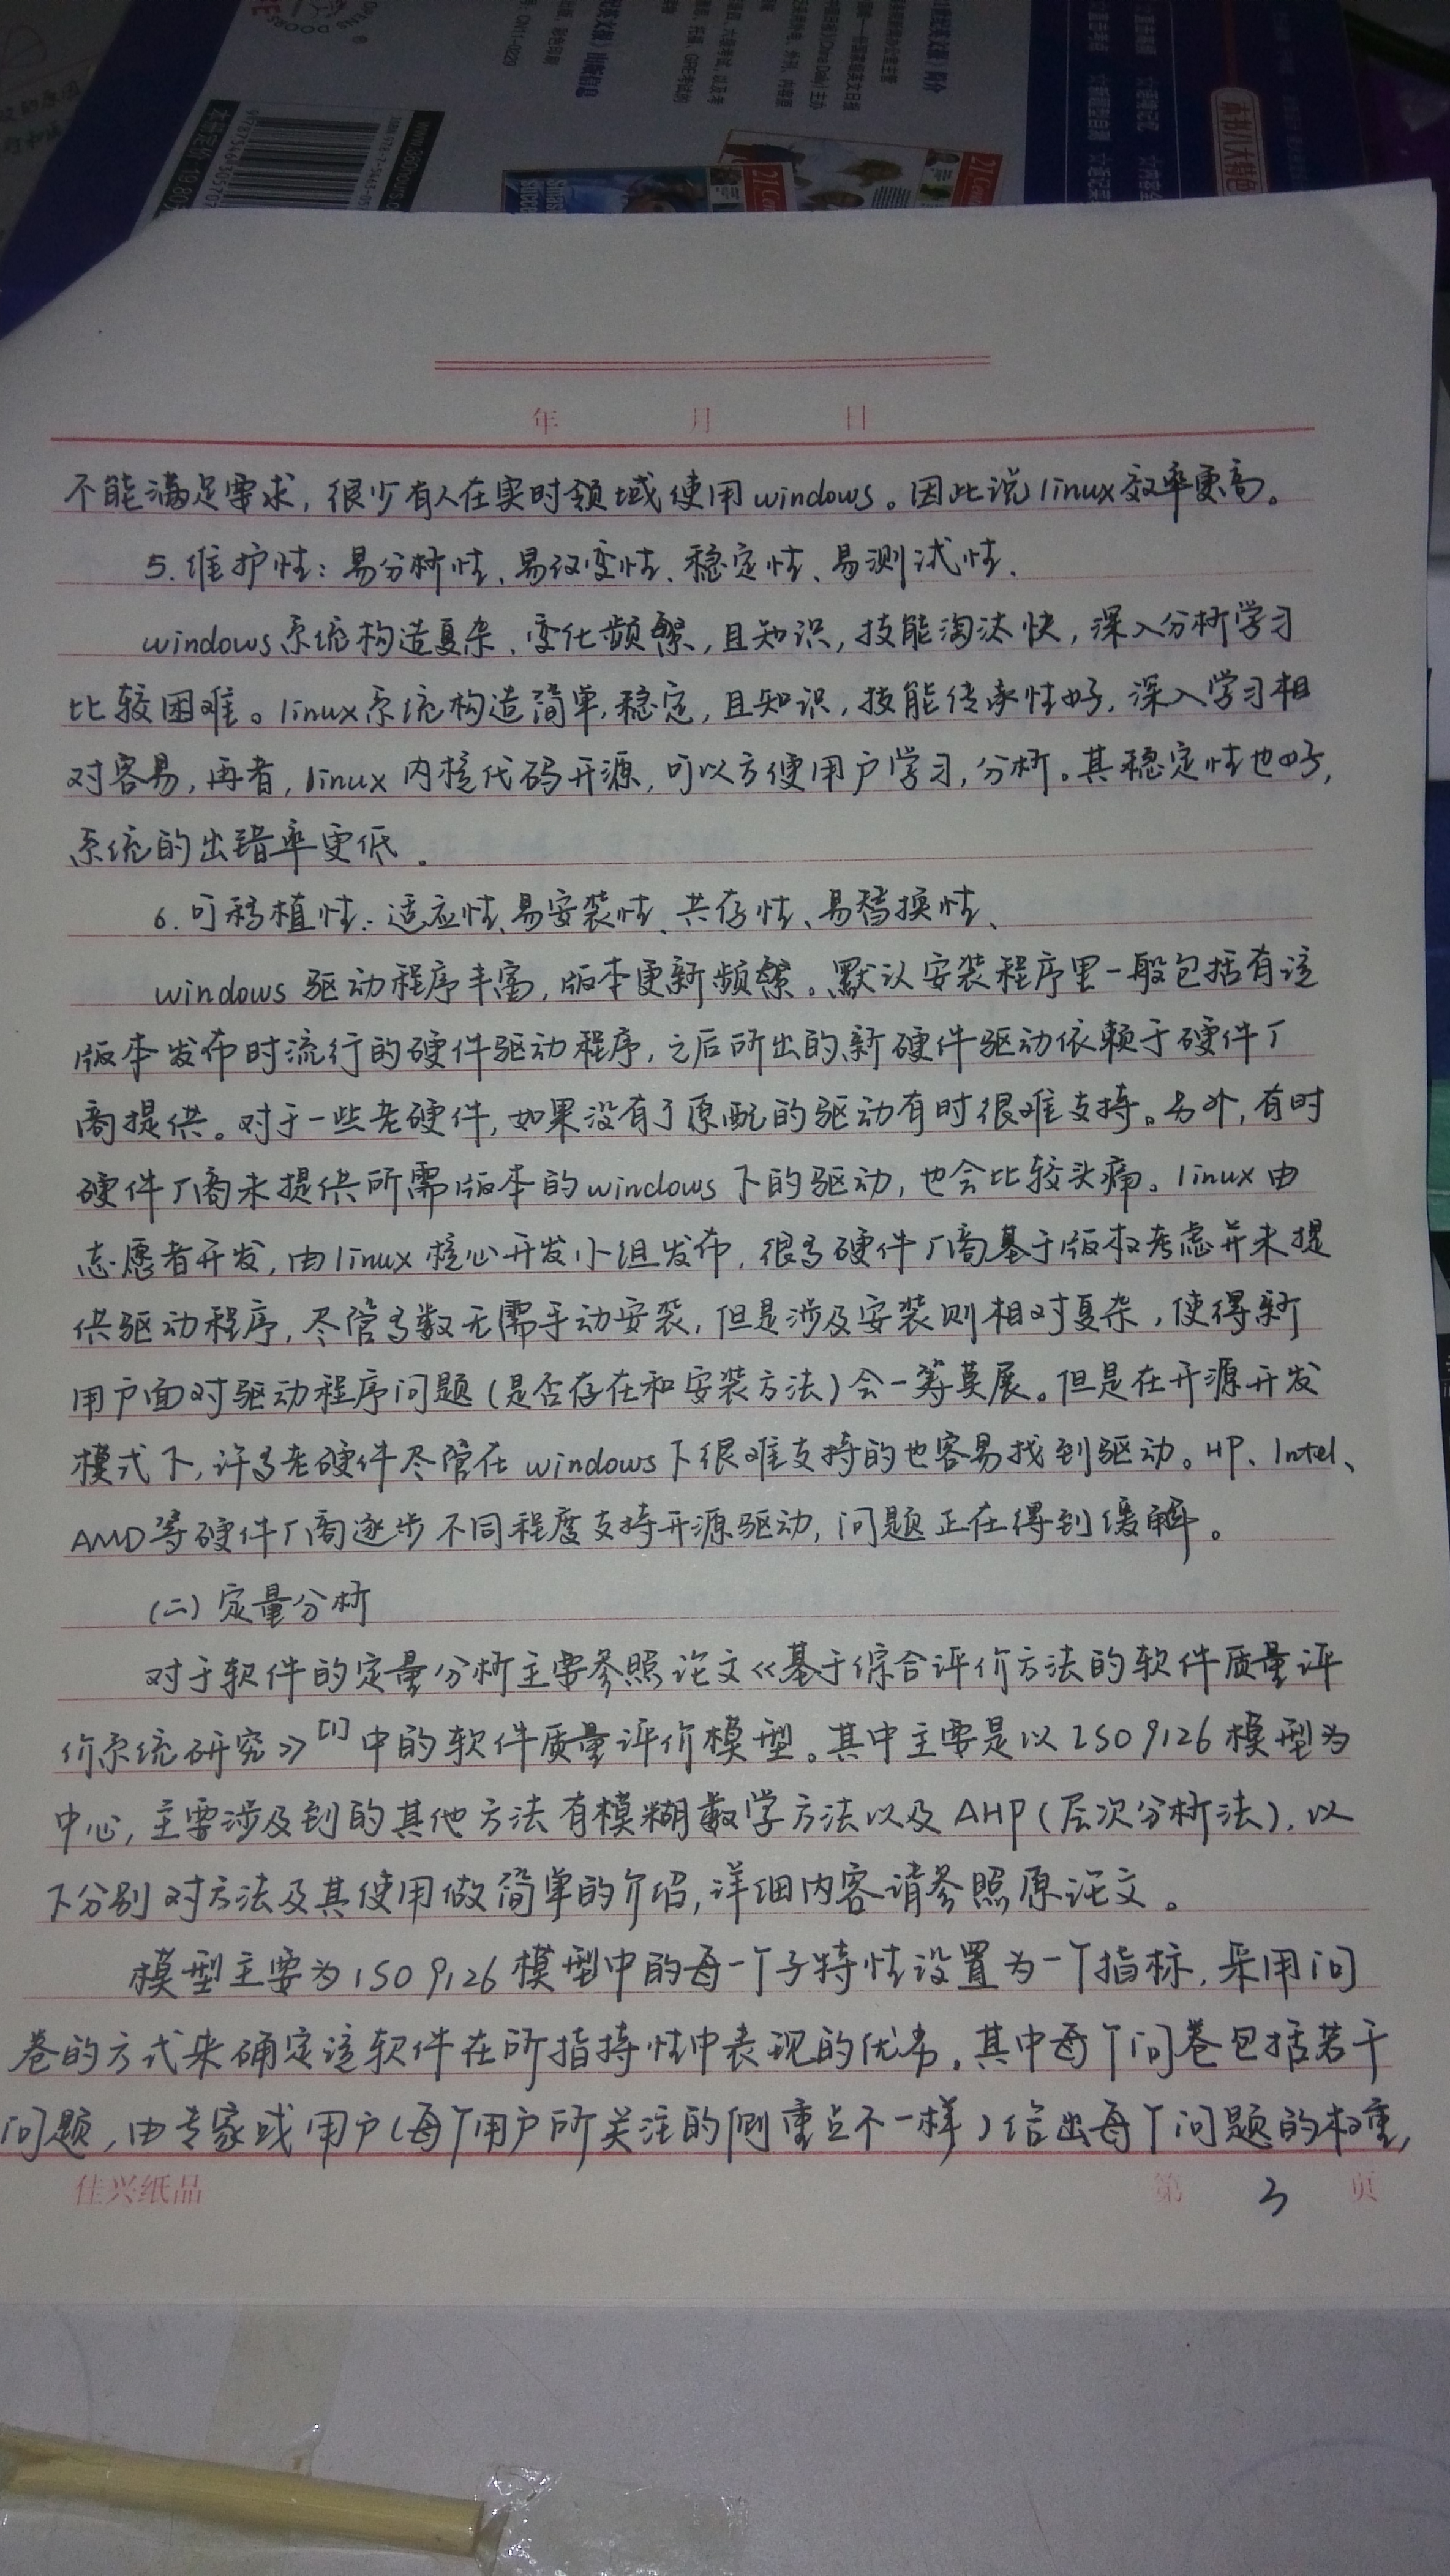 年 月 日
不能满足要求，很少有人在实时领域使用windows。因此说linux效率更高。
5.维护性：易分析性、易改变性、稳定性、易测试性、
windows系统构造复杂、变化频繁，且知识，技能淘汰快，深入分析学习
比较困难。linux系统构造简单，稳定，且知识，技能传承性好，深入学习相
对容易，再者，linux内核代码开源，可以方便用户学习，分析。其稳定性也好，
系统的出错率更低。
6.可移植性：适应性、易安装性、共存性、易替换性、
windows驱动程序丰富，版本更新频繁。默认安装程序里一般包括有该
版本发布时流行的硬件驱动程序，之后所出的新硬件驱动依赖于硬件厂
商提供。对于一些老硬件，如果没有了原配的驱动有时很难支持。另外，有时
硬件厂商未提供所需版本的windows下的驱动，也会比较头痛。linux由
志愿者开发，由linux核心开发小组发布，很多硬件厂商基于版权考虑并未提
供驱动程序，尽管多数无需手动安装，但是涉及安装则相对复杂，使得新
用户面对驱动程序问题(是否存在和安装方法)会一筹莫展。但是在开源开发
模式下，许多老硬件尽管在windows下很难支持的也容易找到驱动。HP、Intel、
AMD等硬件厂商逐步不同程度支持开源驱动，问题正在得到缓解。
(二)定量分析
对于软件的定量分析主要参照论文《基于综合评价方法的软件质量评
价系统研究》[1]中的软件质量评价模型。其中主要是以ISO9126模型为
中心，主要涉及到的其他方法有模糊数学方法以及AHP(层次分析法)，以
下分别对方法及其使用做简单的介绍，详细内容请参照原论文。
模型主要为ISO9126模型中的每一个子特性设置为一个指标，采用问
卷的方式来确定该软件在所指特性中表现的优劣。其中每个问卷包括若干
问题，由专家或用户(每个用户所关注的侧重点不一样)给出每个问题的权重，
佳兴纸品 第 3 页